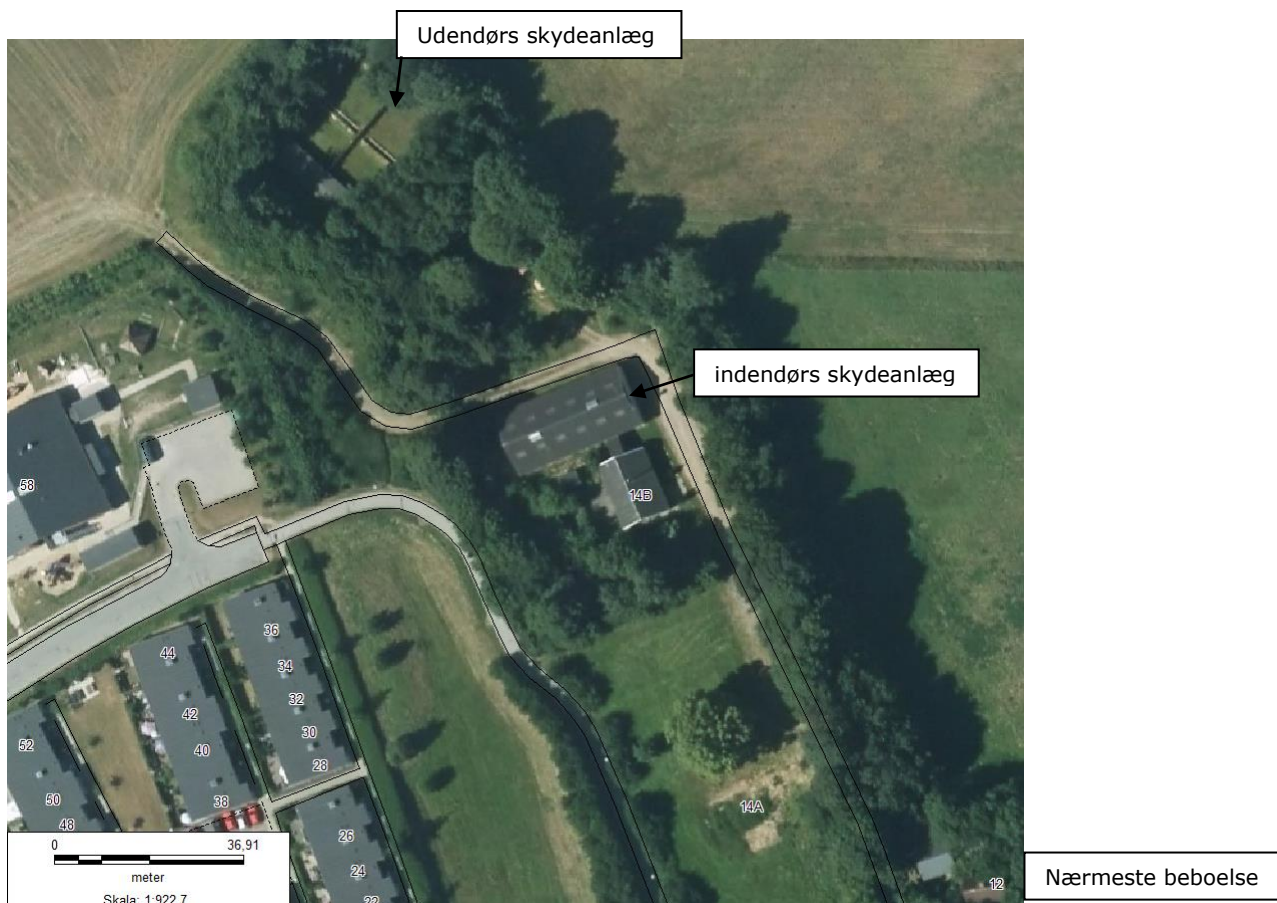 Udendørs skydeanlæg
indendørs skydeanlæg
58
14B
36
44
34
42
32
52
30
40
28
50
38
14A
48
26
24
22
12
0 36,91
meter
Skala: 1:922,7
Nærmeste beboelse